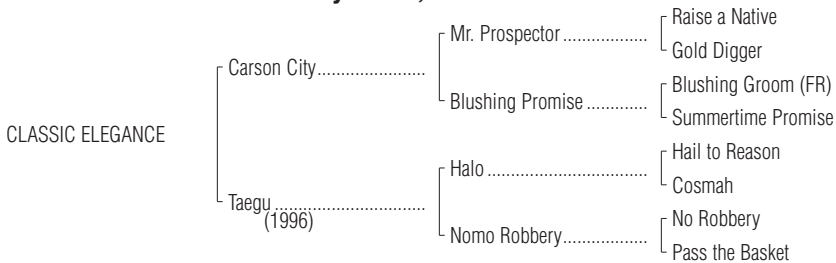 Raise a Native
Mr. Prospector
Gold Digger
Carson City
Blushing Groom (FR)
Blushing Promise
Summertime Promise
CLASSIC ELEGANCE
Hail to Reason
Halo
Cosmah
Taegu
(1996)
No Robbery
Nomo Robbery
Pass the Basket